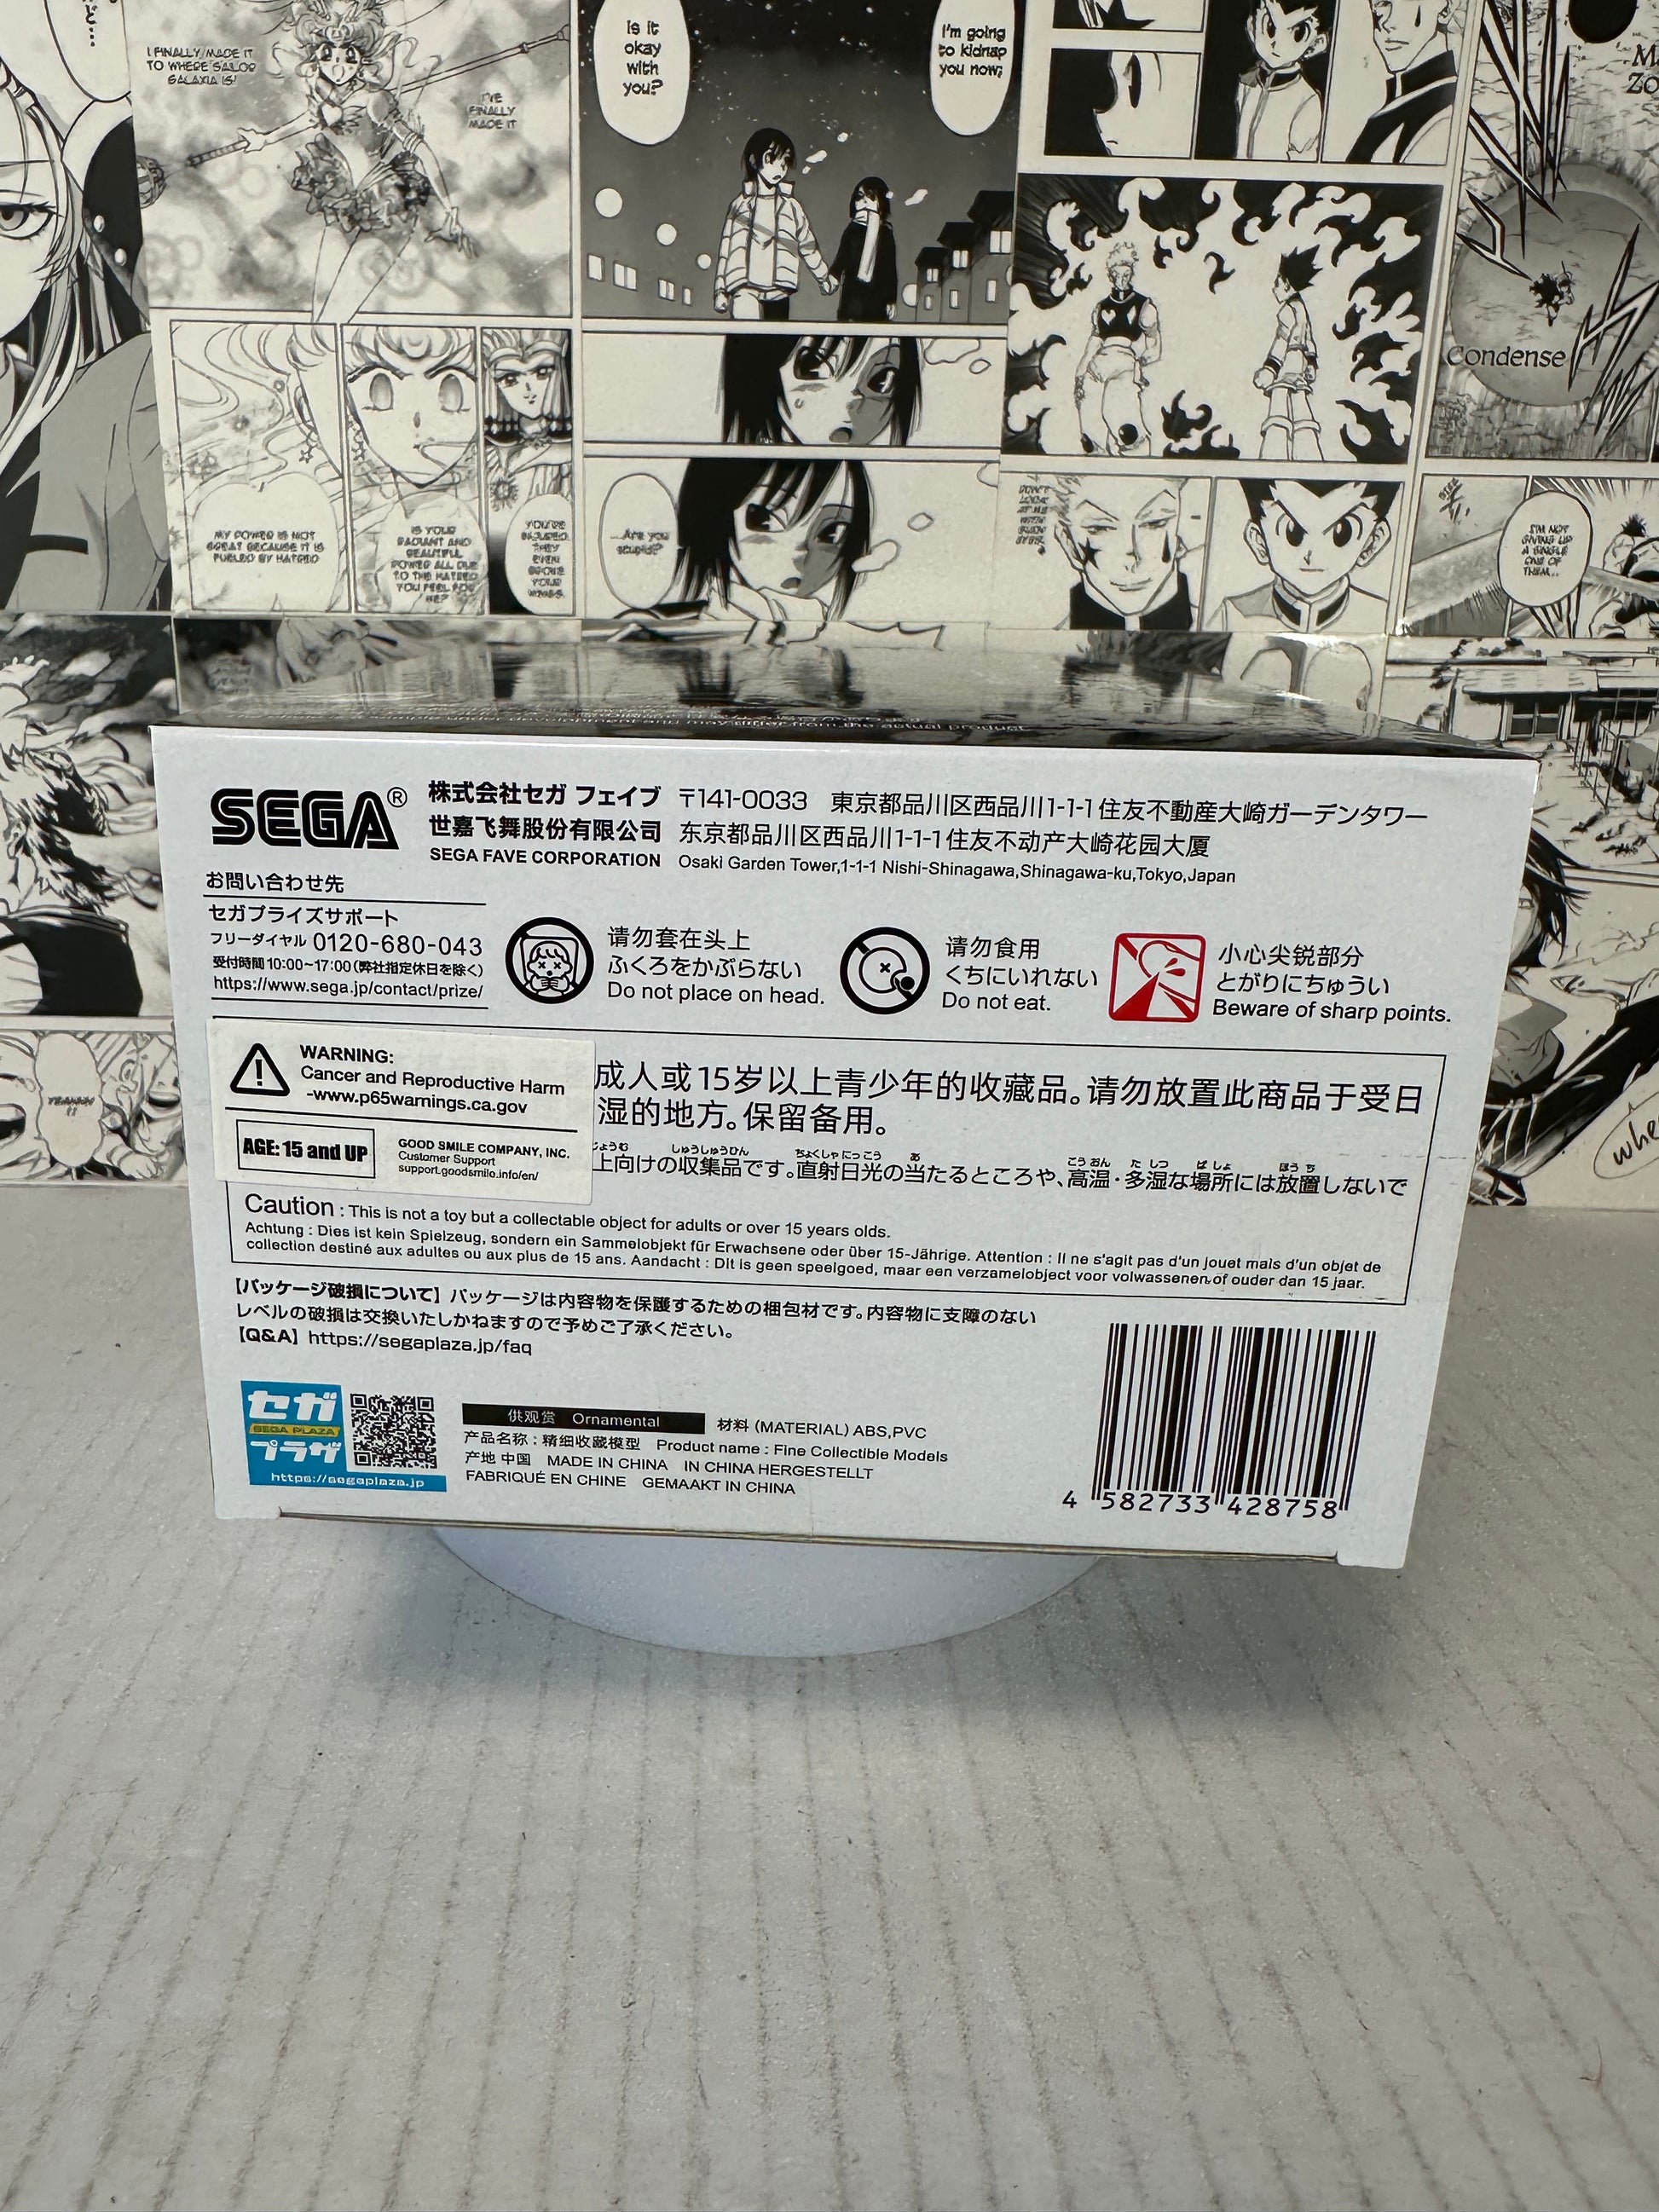 I FINALLY MADE IT
TO WHERE SAILOR
GALAXIA IS!
I'VE
FINALLY
MADE IT
Is it
okay
with
you?
I'm going
to kidnap
you now;
Condense
MY POWER IS NOT
GREAT BECAUSE IT IS
FUELED BY HATRED
IS YOUR
RADIANT AND
BEAUTIFUL
POWER ALL DUE
TO THE HATRED
YOU FEEL FOR
ME?
...Are you
stupid?
I'M NOT
GIVING UP
A SINGLE
ONE OF
THEM...
under development and may differ from the actual product.
SEGA®
株式会社セガ フェイブ 〒141-0033 東京都品川区西品川1-1-1 住友不動産大崎ガーデンタワー
世嘉飞舞股份有限公司 东京都品川区西品川1-1-1 住友不动产大崎花园大厦
SEGA FAVE CORPORATION Osaki Garden Tower,1-1-1 Nishi-Shinagawa,Shinagawa-ku,Tokyo,Japan
お問い合わせ先
セガプライズサポート
フリーダイヤル 0120-680-043
受付時間 10:00~17:00(弊社指定休日を除く)
https://www.sega.jp/contact/prize/
请勿套在头上
ふくろをかぶらない
Do not place on head.
请勿食用
くちにいれない
Do not eat.
小心尖锐部分
とがりにちゅうい
Beware of sharp points.
WARNING:
Cancer and Reproductive Harm
-www.p65warnings.ca.gov
AGE: 15 and UP
GOOD SMILE COMPANY, INC.
Customer Support
support.goodsmile.info/en/
成人或15岁以上青少年的收藏品。请勿放置此商品于受日
湿的地方。保留备用。
上向けの収集品です。直射日光の当たるところや、高温・多湿な場所には放置しないで
Caution : This is not a toy but a collectable object for adults or over 15 years olds.
Achtung : Dies ist kein Spielzeug, sondern ein Sammelobjekt für Erwachsene oder über 15-Jährige. Attention : Il ne s'agit pas d'un jouet mais d'un objet de
collection destiné aux adultes ou aux plus de 15 ans. Aandacht : Dit is geen speelgoed, maar een verzamelobject voor volwassenen of ouder dan 15 jaar.
【パッケージ破損について】パッケージは内容物を保護するための梱包材です。内容物に支障のない
レベルの破損は交換いたしかねますので予めご了承ください。
【Q&A】https://segaplaza.jp/faq
セガ
SEGA PLAZA
プラザ
https://segaplaza.jp
供观赏 Ornamental 材料 (MATERIAL) ABS,PVC
产品名称 : 精细收藏模型 Product name : Fine Collectible Models
产地 中国 MADE IN CHINA IN CHINA HERGESTELLT
FABRIQUÉ EN CHINE GEMAAKT IN CHINA
4 582733 428758